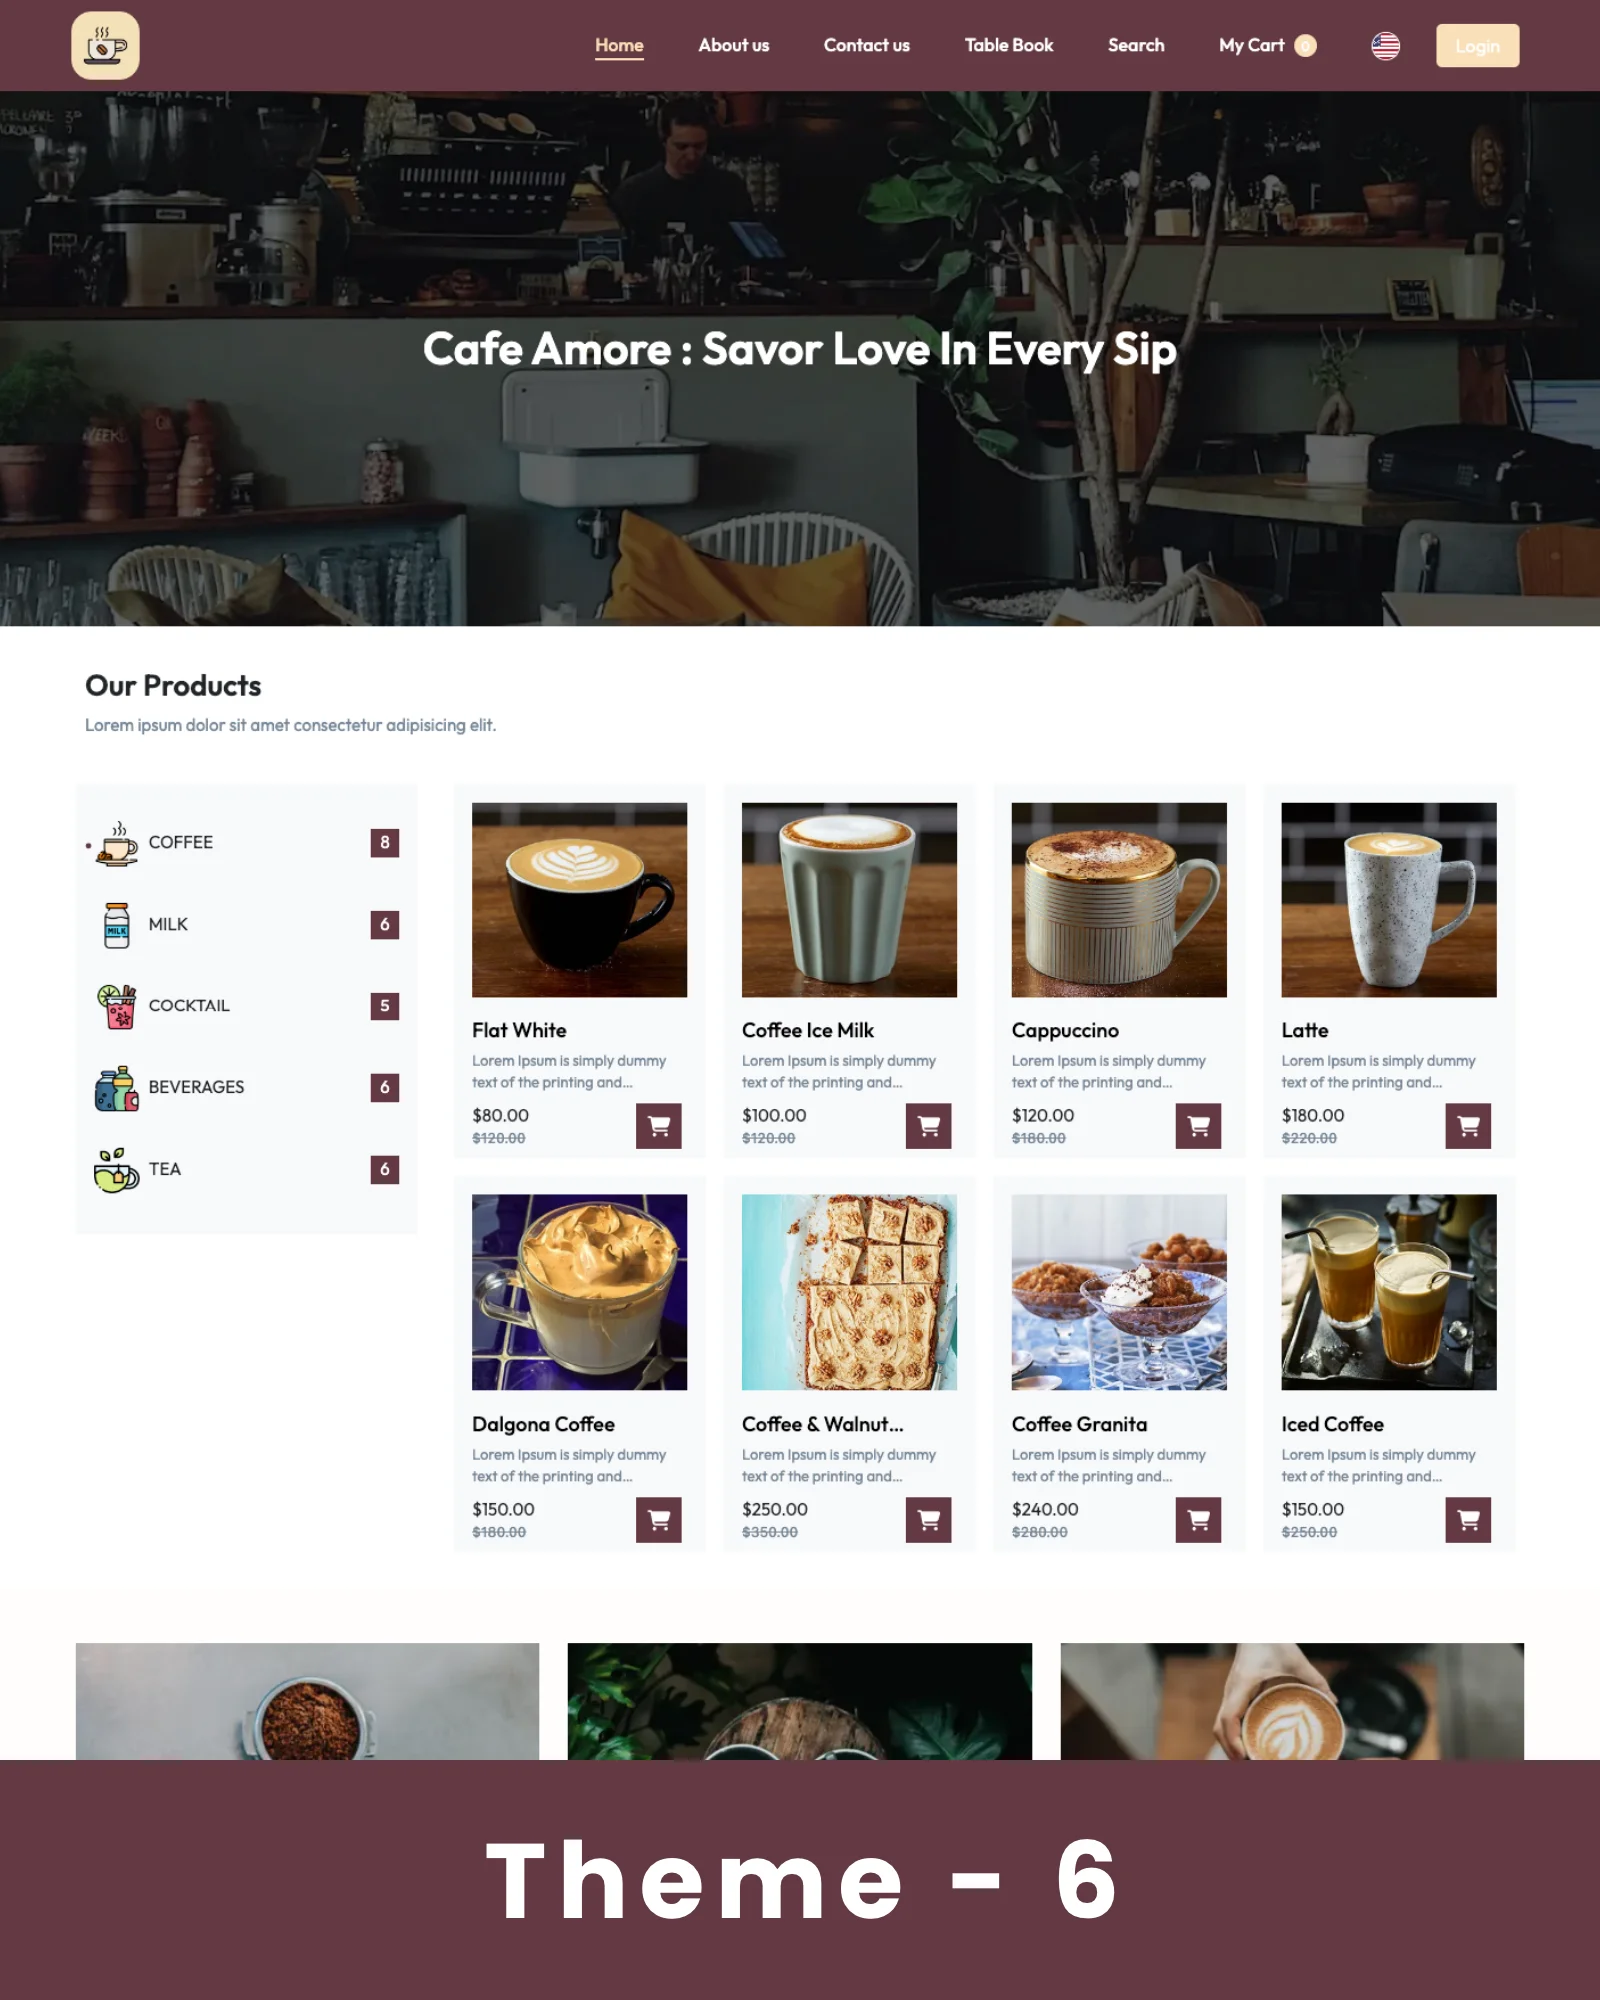 Home
About us
Contact us
Table Book
Search
My Cart 0
Login
Cafe Amore : Savor Love In Every Sip
Our Products
Lorem ipsum dolor sit amet consectetur adipisicing elit.
COFFEE 8
MILK 6
COCKTAIL 5
BEVERAGES 6
TEA 6
Flat White
Lorem Ipsum is simply dummy
text of the printing and...
$80.00
$120.00
Coffee Ice Milk
Lorem Ipsum is simply dummy
text of the printing and...
$100.00
$120.00
Cappuccino
Lorem Ipsum is simply dummy
text of the printing and...
$120.00
$180.00
Latte
Lorem Ipsum is simply dummy
text of the printing and...
$180.00
$220.00
Dalgona Coffee
Lorem Ipsum is simply dummy
text of the printing and...
$150.00
$180.00
Coffee & Walnut...
Lorem Ipsum is simply dummy
text of the printing and...
$250.00
$350.00
Coffee Granita
Lorem Ipsum is simply dummy
text of the printing and...
$240.00
$280.00
Iced Coffee
Lorem Ipsum is simply dummy
text of the printing and...
$150.00
$250.00
Theme - 6